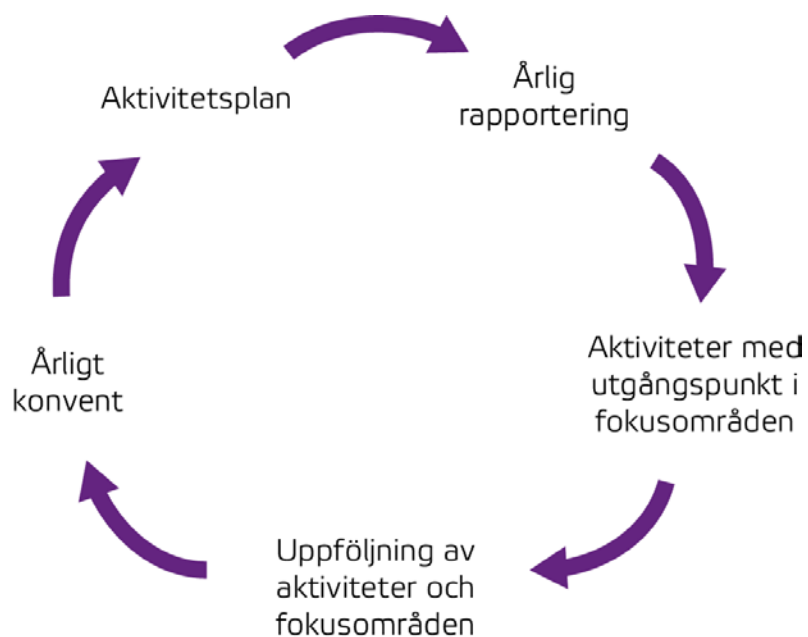 Aktivitetsplan
Årlig
rapportering
Aktiviteter med
utgångspunkt i
fokusområden
Uppföljning av
aktiviteter och
fokusområden
Årligt
konvent